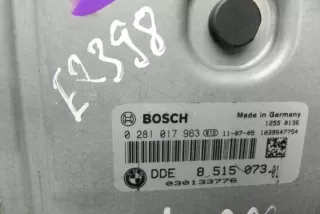 E2398
BOSCH
Made in Germany
1255 0136
0 281 017 963 11-07-05 1039S47754
DDE 8 515 073-01
030133776